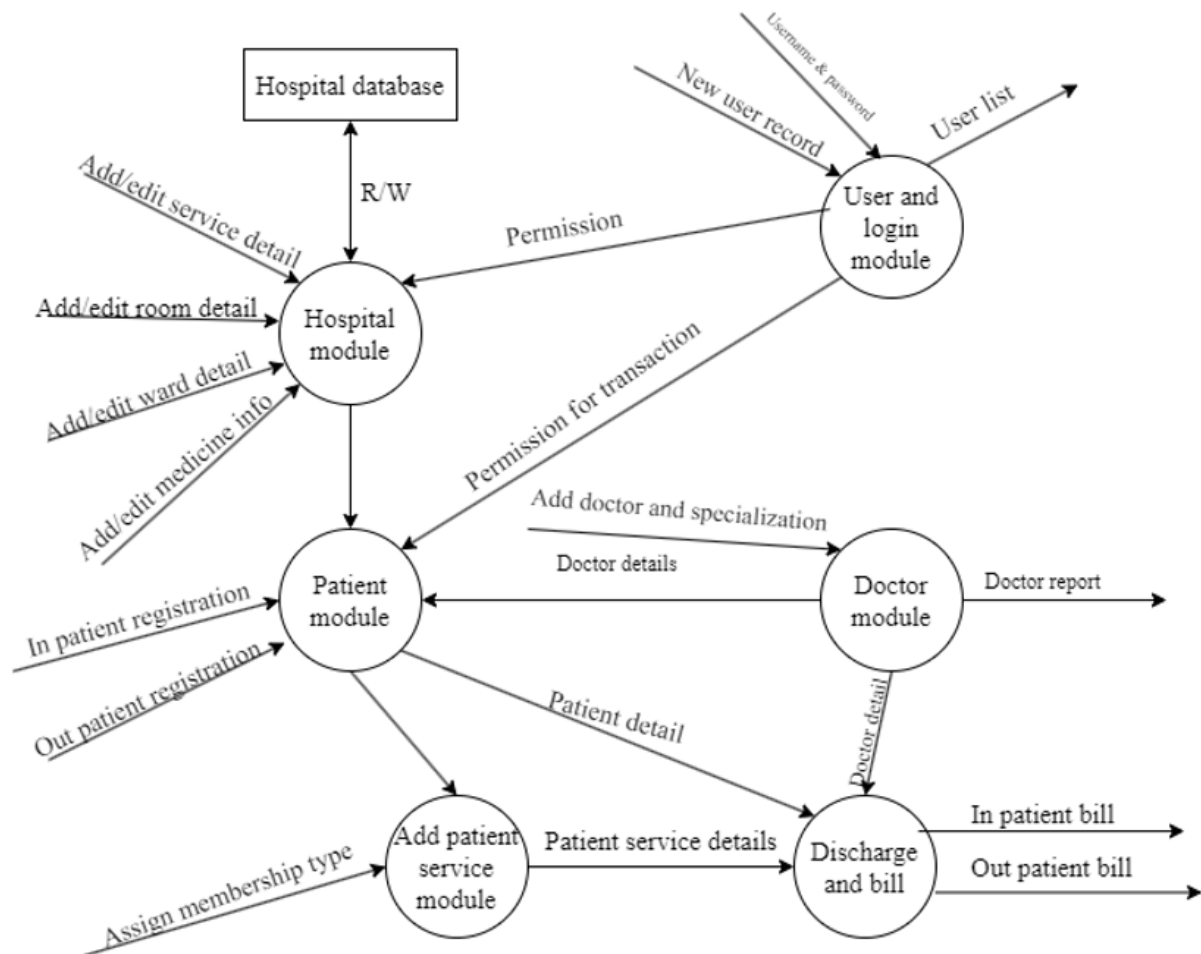 Username & password
New user record
User list
Hospital database
R/W
Add/edit service detail
Permission
User and
login
module
Add/edit room detail
Hospital
module
Add/edit ward detail
Add/edit medicine info
Permission for transaction
Add doctor and specialization
Doctor details
Patient
module
Doctor
module
Doctor report
In patient registration
Out patient registration
Patient detail
Doctor detail
Add patient
service
module
Patient service details
Discharge
and bill
In patient bill
Out patient bill
Assign membership type